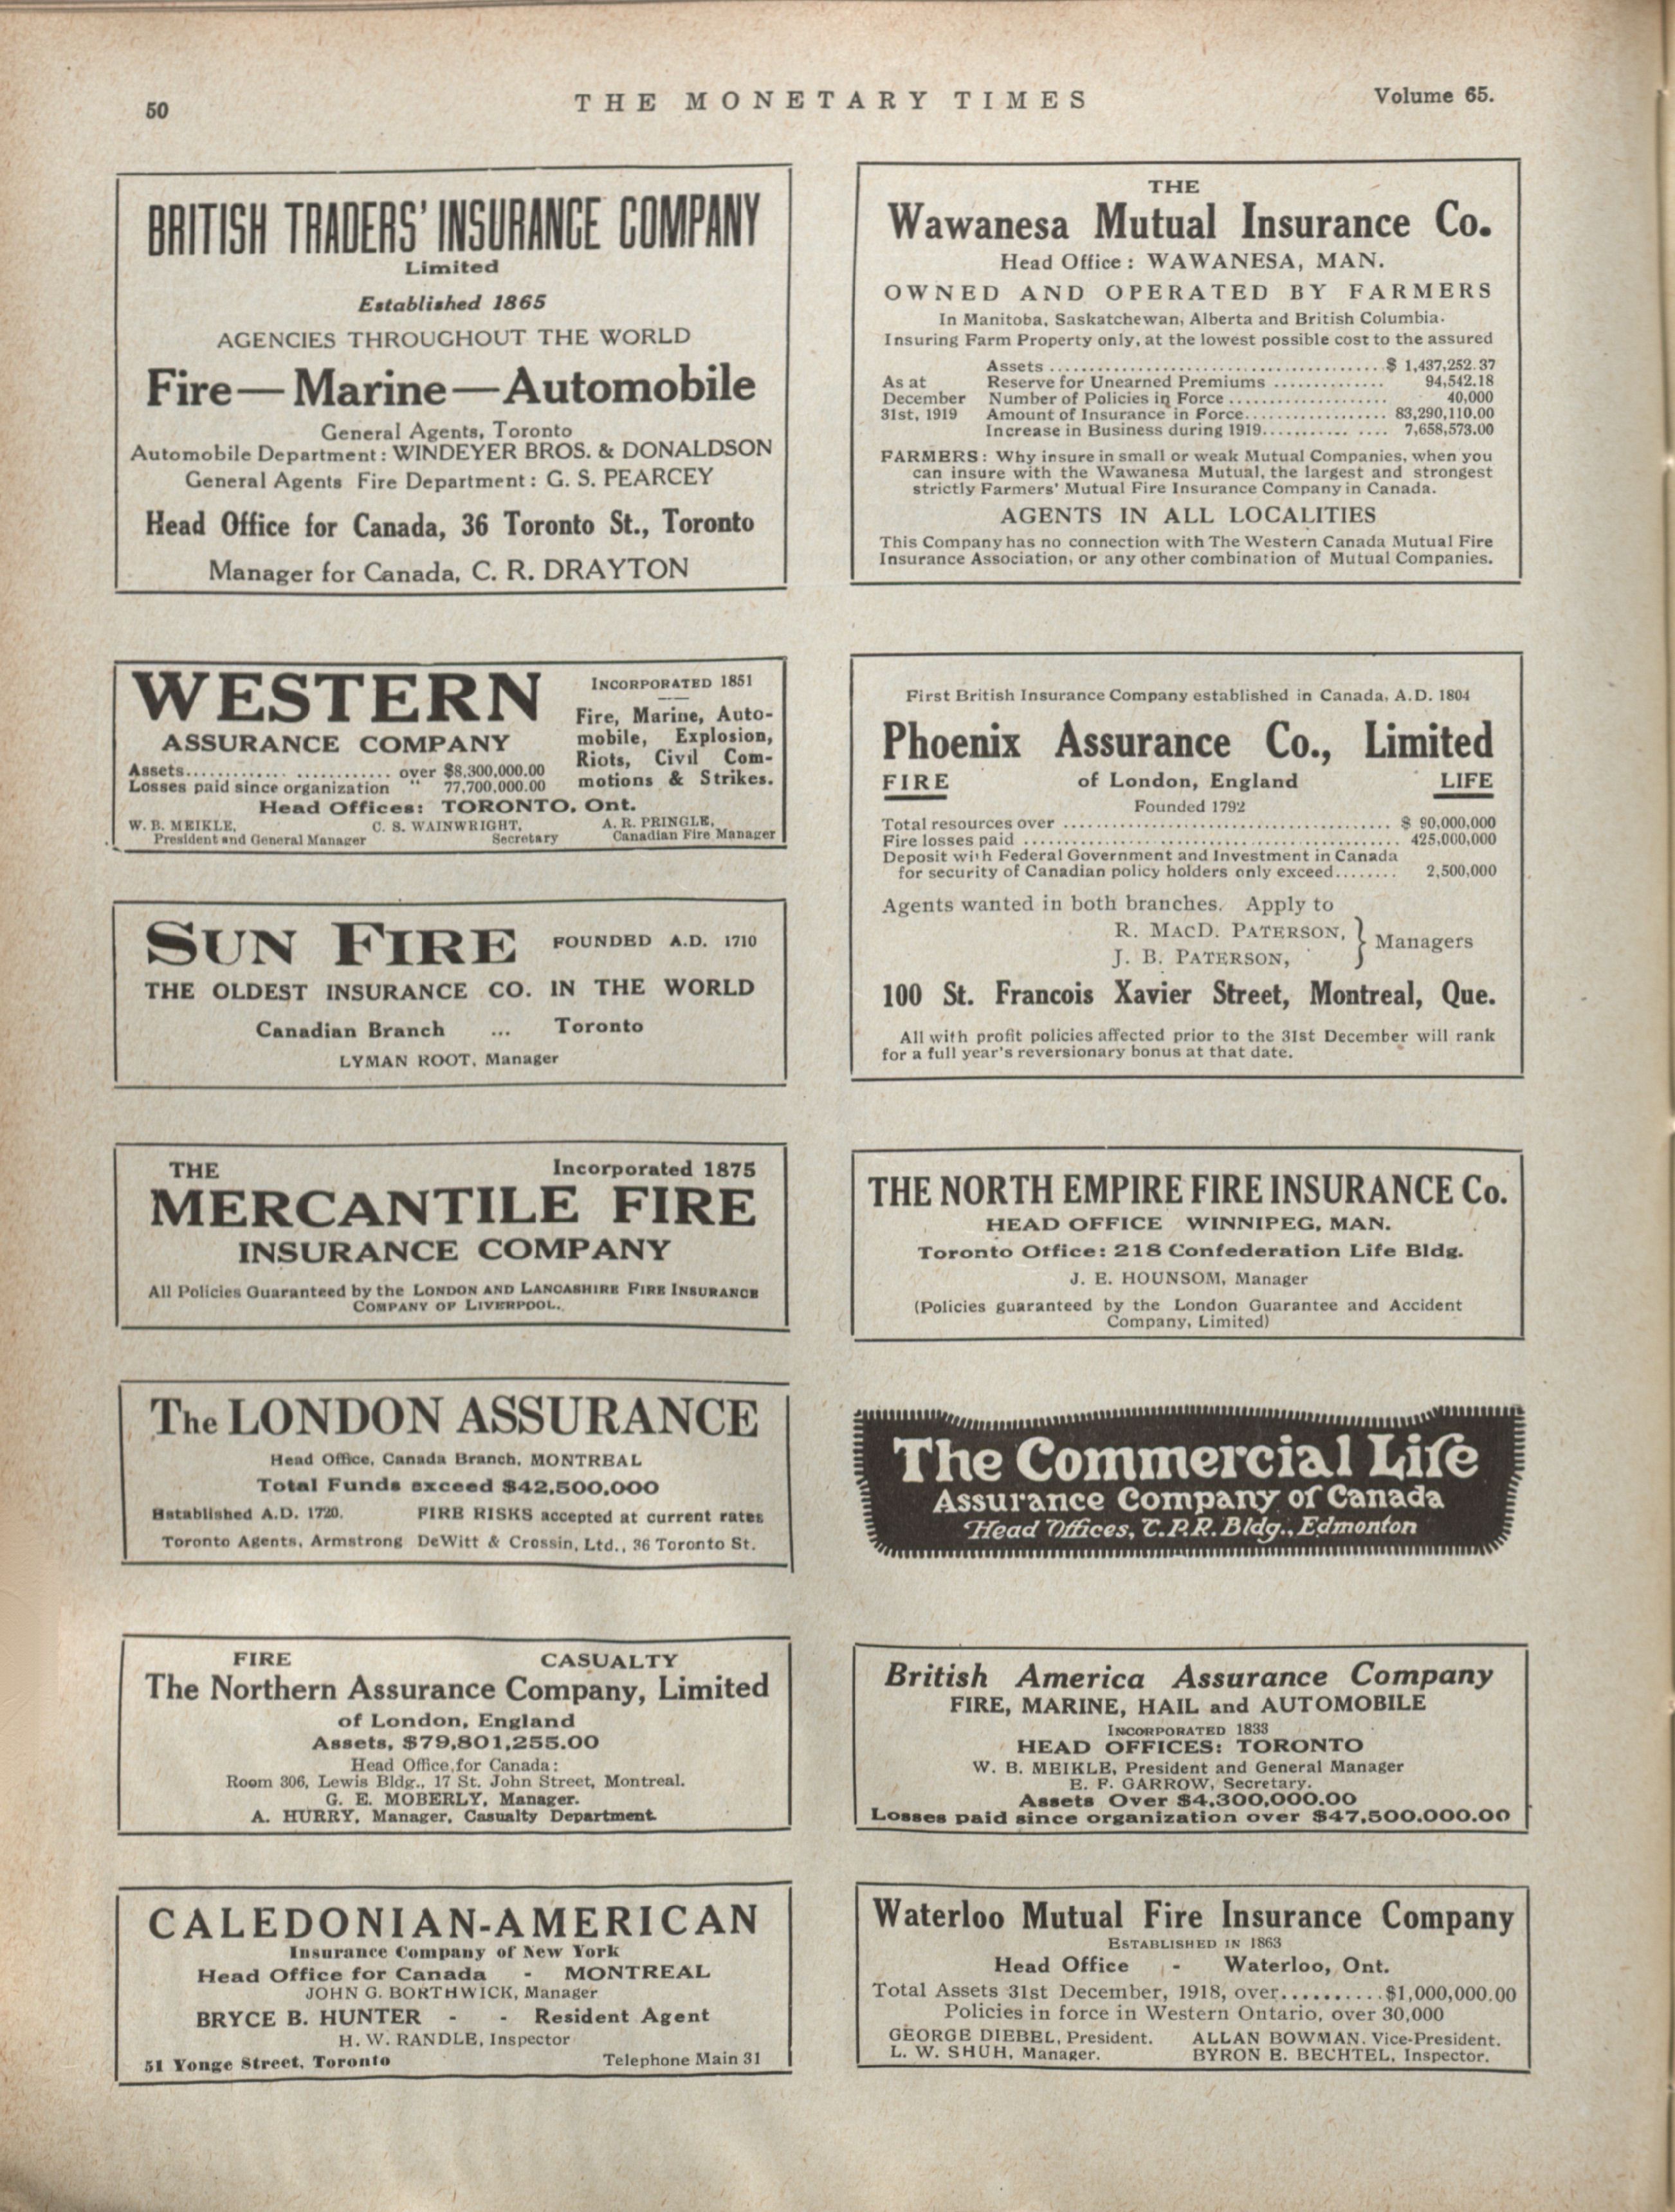 50
THE MONETARY TIMES
Volume 65.
BRITISH TRADERS' INSURANCE COMPANY
Limited
Established 1865
AGENCIES THROUGHOUT THE WORLD
Fire—Marine—Automobile
General Agents, Toronto
Automobile Department: WINDEYER BROS. & DONALDSON
General Agents Fire Department: G. S. PEARCEY
Head Office for Canada, 36 Toronto St., Toronto
Manager for Canada, C. R. DRAYTON
WESTERN
ASSURANCE COMPANY
INCORPORATED 1851
Fire, Marine, Auto-
mobile, Explosion,
Riots, Civil Com-
motions & Strikes.
Assets............ ............ over $8,300,000.00
Losses paid since organization " 77,700,000.00
Head Offices: TORONTO, Ont.
W. B. MEIKLE, C. S. WAINWRIGHT, A. R. PRINGLE,
President and General Manager Secretary Canadian Fire Manager
SUN FIRE FOUNDED A.D. 1710
THE OLDEST INSURANCE CO. IN THE WORLD
Canadian Branch ... Toronto
LYMAN ROOT, Manager
THE Incorporated 1875
MERCANTILE FIRE
INSURANCE COMPANY
All Policies Guaranteed by the LONDON AND LANCASHIRE FIRE INSURANCE
COMPANY OF LIVERPOOL.
The LONDON ASSURANCE
Head Office, Canada Branch, MONTREAL
Total Funds exceed $42,500,000
Established A.D. 1720. FIRE RISKS accepted at current rates
Toronto Agents, Armstrong DeWitt & Crossin, Ltd., 36 Toronto St.
FIRE CASUALTY
The Northern Assurance Company, Limited
of London, England
Assets, $79,801,255.00
Head Office for Canada:
Room 306, Lewis Bldg., 17 St. John Street, Montreal.
G. E. MOBERLY, Manager.
A. HURRY, Manager, Casualty Department
CALEDONIAN-AMERICAN
Insurance Company of New York
Head Office for Canada - MONTREAL
JOHN G. BORTHWICK, Manager
BRYCE B. HUNTER - - Resident Agent
H. W. RANDLE, Inspector
51 Yonge Street, Toronto Telephone Main 31
THE
Wawanesa Mutual Insurance Co.
Head Office: WAWANESA, MAN.
OWNED AND OPERATED BY FARMERS
In Manitoba, Saskatchewan, Alberta and British Columbia.
Insuring Farm Property only, at the lowest possible cost to the assured
Assets ........................................ $ 1,437,252.37
As at Reserve for Unearned Premiums .............. 94,542.18
December Number of Policies in Force ................... 40,000
31st, 1919 Amount of Insurance in Force.................. 83,290,110.00
Increase in Business during 1919........... .... 7,658,573.00
FARMERS: Why insure in small or weak Mutual Companies, when you
can insure with the Wawanesa Mutual, the largest and strongest
strictly Farmers' Mutual Fire Insurance Company in Canada.
AGENTS IN ALL LOCALITIES
This Company has no connection with The Western Canada Mutual Fire
Insurance Association, or any other combination of Mutual Companies.
First British Insurance Company established in Canada, A.D. 1804
Phoenix Assurance Co., Limited
FIRE of London, England LIFE
Founded 1792
Total resources over ........................................ $ 90,000,000
Fire losses paid ............................................. 425,000,000
Deposit with Federal Government and Investment in Canada
for security of Canadian policy holders only exceed........ 2,500,000
Agents wanted in both branches. Apply to
R. MACD. PATERSON,
J. B. PATERSON,
} Managers
100 St. Francois Xavier Street, Montreal, Que.
All with profit policies affected prior to the 31st December will rank
for a full year's reversionary bonus at that date.
THE NORTH EMPIRE FIRE INSURANCE Co.
HEAD OFFICE WINNIPEG, MAN.
Toronto Office: 218 Confederation Life Bldg.
J. E. HOUNSOM, Manager
(Policies guaranteed by the London Guarantee and Accident
Company, Limited)
The Commercial Life
Assurance Company of Canada
Head Offices, C.P.R. Bldg., Edmonton
British America Assurance Company
FIRE, MARINE, HAIL and AUTOMOBILE
INCORPORATED 1833
HEAD OFFICES: TORONTO
W. B. MEIKLE, President and General Manager
E. F. GARROW, Secretary.
Assets Over $4,300,000.00
Losses paid since organization over $47,500,000.00
Waterloo Mutual Fire Insurance Company
ESTABLISHED IN 1863
Head Office - Waterloo, Ont.
Total Assets 31st December, 1918, over..........$1,000,000.00
Policies in force in Western Ontario, over 30,000
GEORGE DIEBEL, President. ALLAN BOWMAN, Vice-President.
L. W. SHUH, Manager. BYRON E. BECHTEL, Inspector.